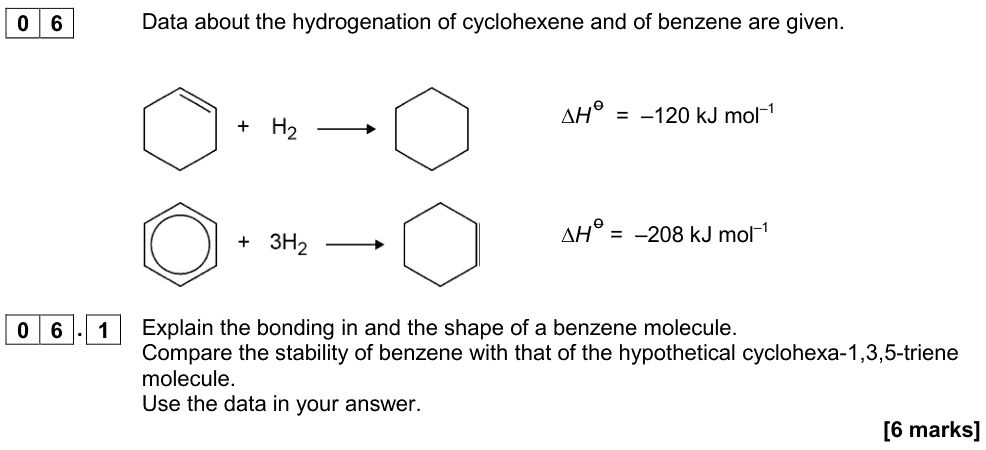 0 6 Data about the hydrogenation of cyclohexene and of benzene are given.
+ H₂ ⟶ ΔH⦵ = –120 kJ mol⁻¹
+ 3H₂ ⟶ ΔH⦵ = –208 kJ mol⁻¹
0 6 . 1 Explain the bonding in and the shape of a benzene molecule.
Compare the stability of benzene with that of the hypothetical cyclohexa-1,3,5-triene
molecule.
Use the data in your answer.
[6 marks]